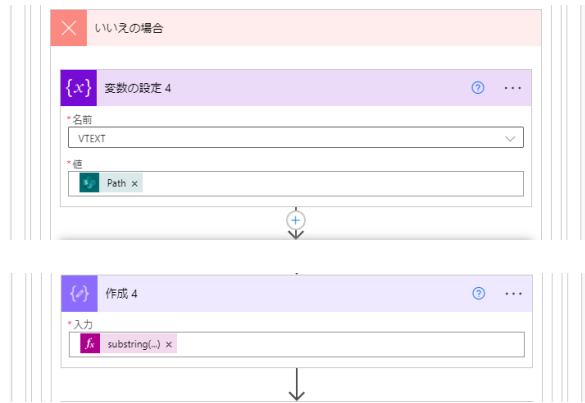 いいえの場合
{x} 変数の設定 4
*名前
VTEXT
*値
Path ×
作成 4
*入力
fx substring(...) ×